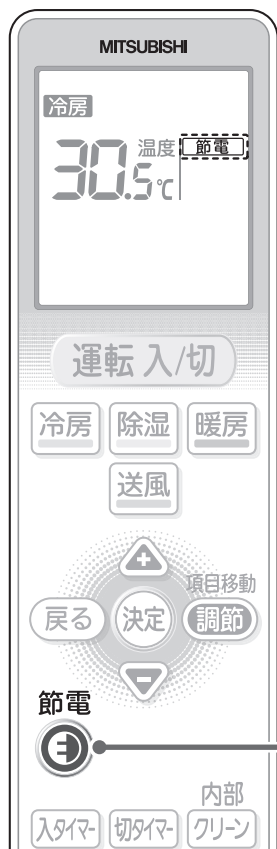 MITSUBISHI
冷房
温度 節電
30.5℃
運転 入/切
冷房 除湿 暖房
送風
項目移動
戻る 決定 調節
節電
内部
入タイマー 切タイマー クリーン